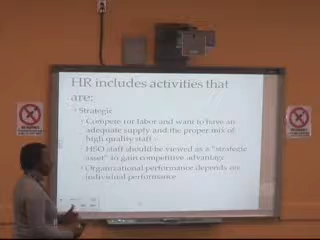 HR includes activities that
are:
Strategic
Compete for labor and want to have an
adequate supply and the proper mix of
high quality staff
HSO staff should be viewed as a "strategic
asset" to gain competitive advantage
Organizational performance depends on
individual performance